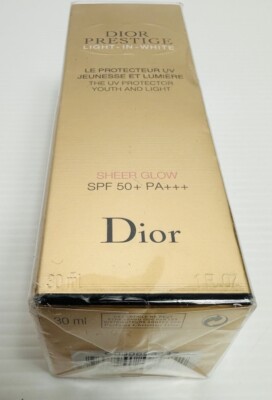 DIOR
PRESTIGE
LIGHT-IN-WHITE
LE PROTECTEUR UV
JEUNESSE ET LUMIÈRE
THE UV PROTECTOR
YOUTH AND LIGHT
SHEER GLOW
SPF 50+ PA+++
Dior
30 ml